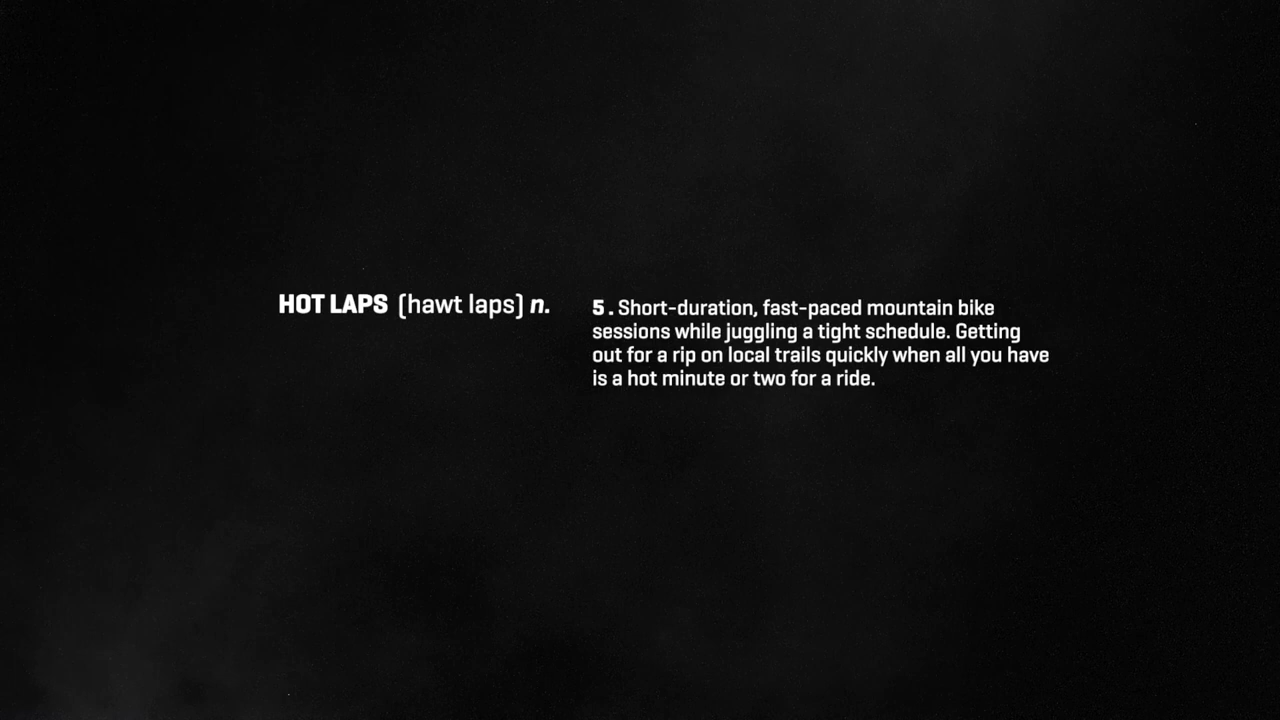 HOT LAPS (hawt laps) n.
5. Short-duration, fast-paced mountain bike
sessions while juggling a tight schedule. Getting
out for a rip on local trails quickly when all you have
is a hot minute or two for a ride.